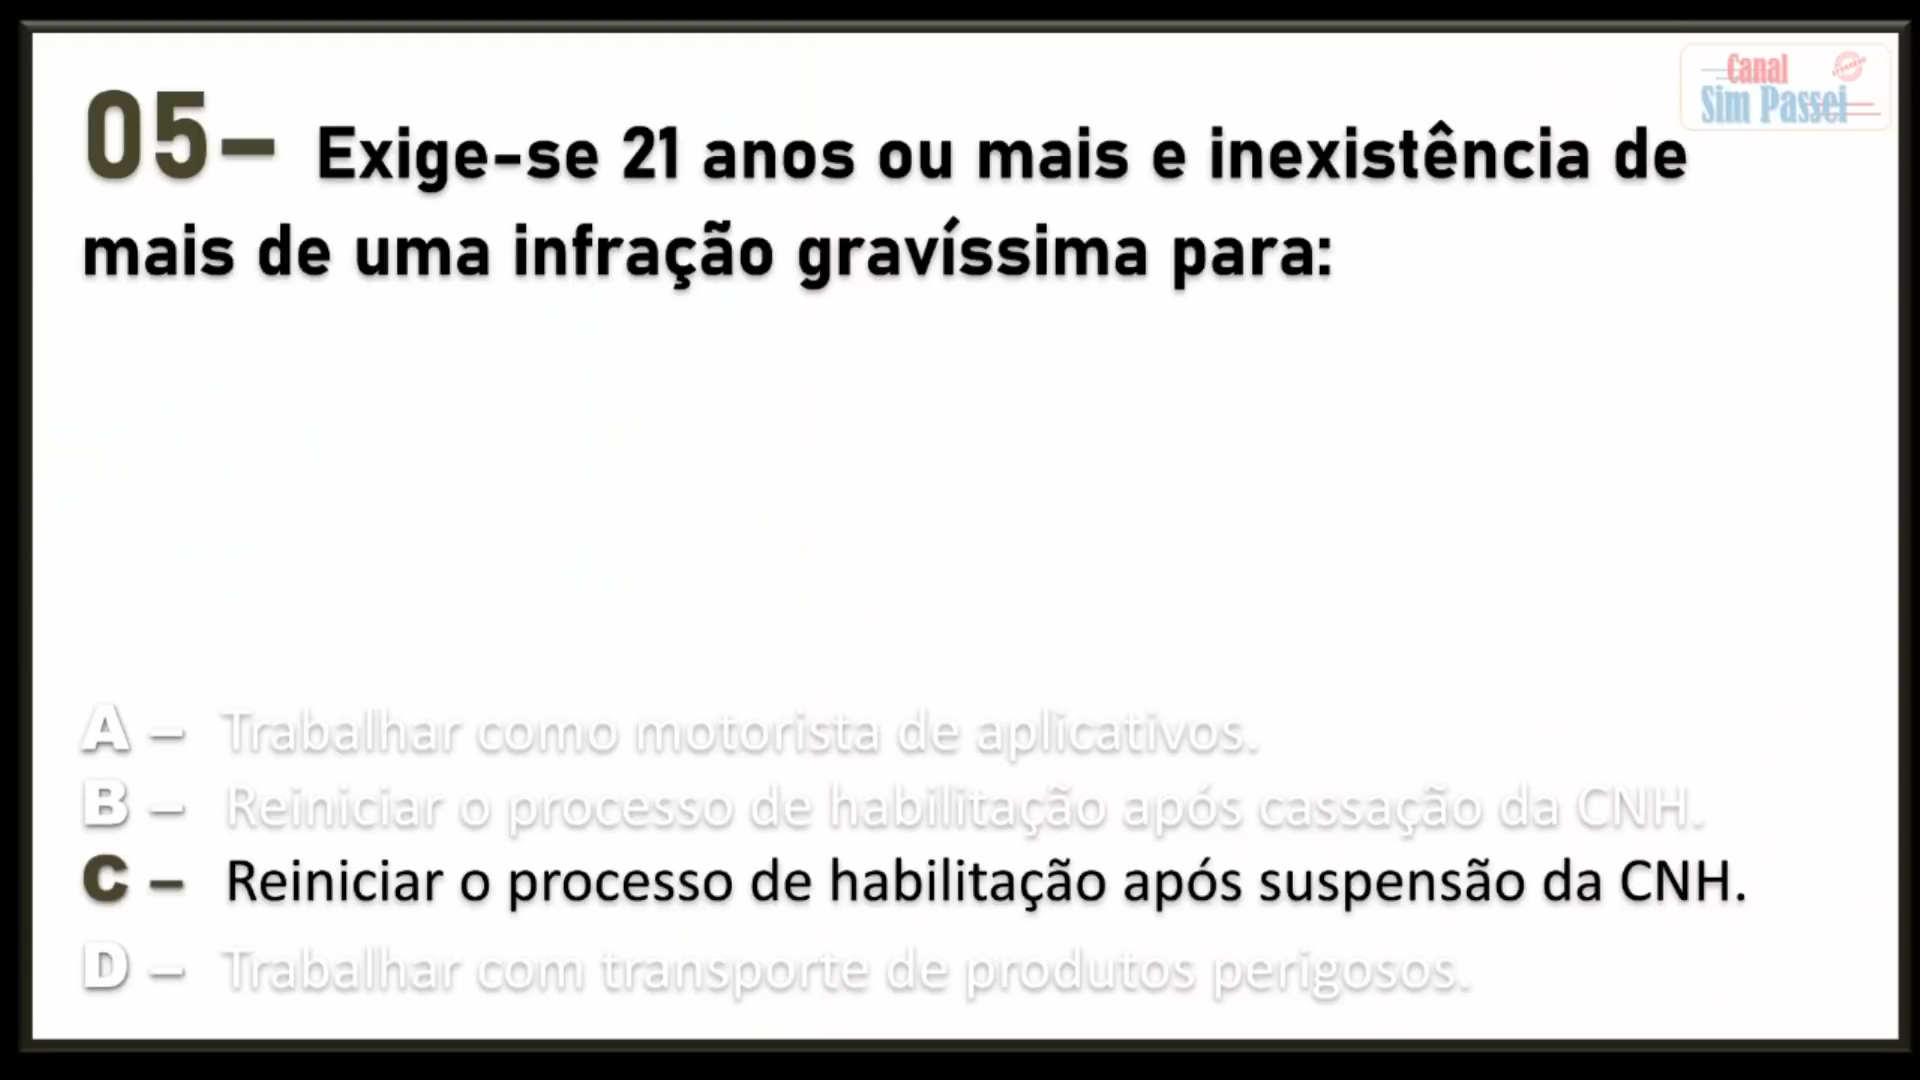 Canal
Sim Passei
05- Exige-se 21 anos ou mais e inexistência de
mais de uma infração gravíssima para:
A – Trabalhar como motorista de aplicativos.
B – Reiniciar o processo de habilitação após cassação da CNH.
C – Reiniciar o processo de habilitação após suspensão da CNH.
D – Trabalhar com transporte de produtos perigosos.